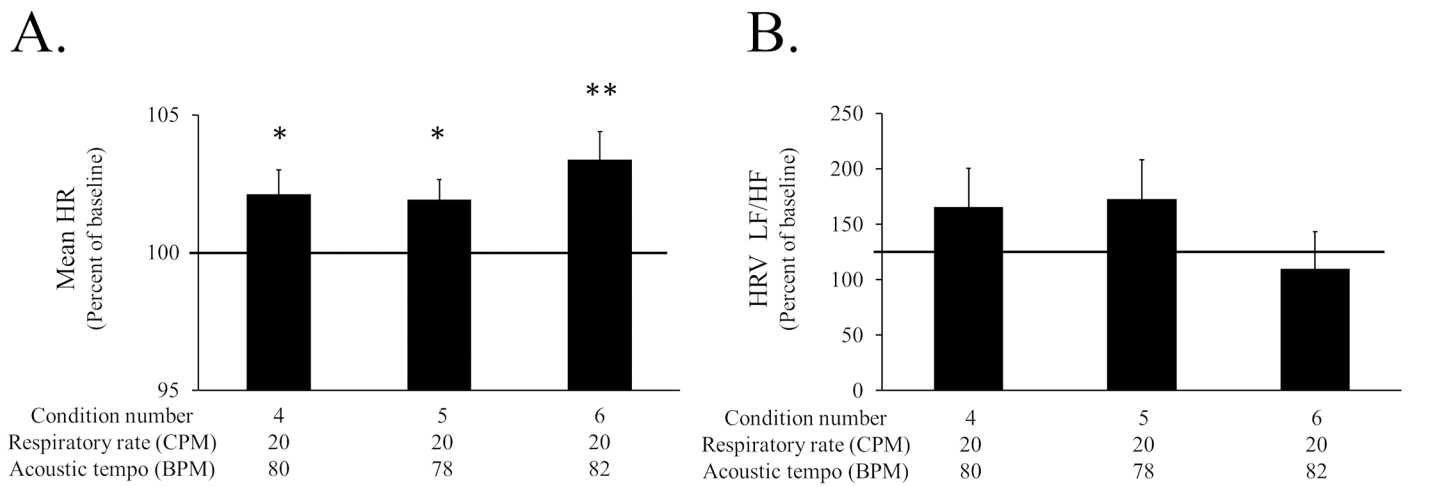 A.
B.
**
105
*
*
100
95
Mean HR
(Percent of baseline)
Condition number 4 5 6
Respiratory rate (CPM) 20 20 20
Acoustic tempo (BPM) 80 78 82
250
200
150
100
50
0
HRV LF/HF
(Percent of baseline)
Condition number 4 5 6
Respiratory rate (CPM) 20 20 20
Acoustic tempo (BPM) 80 78 82